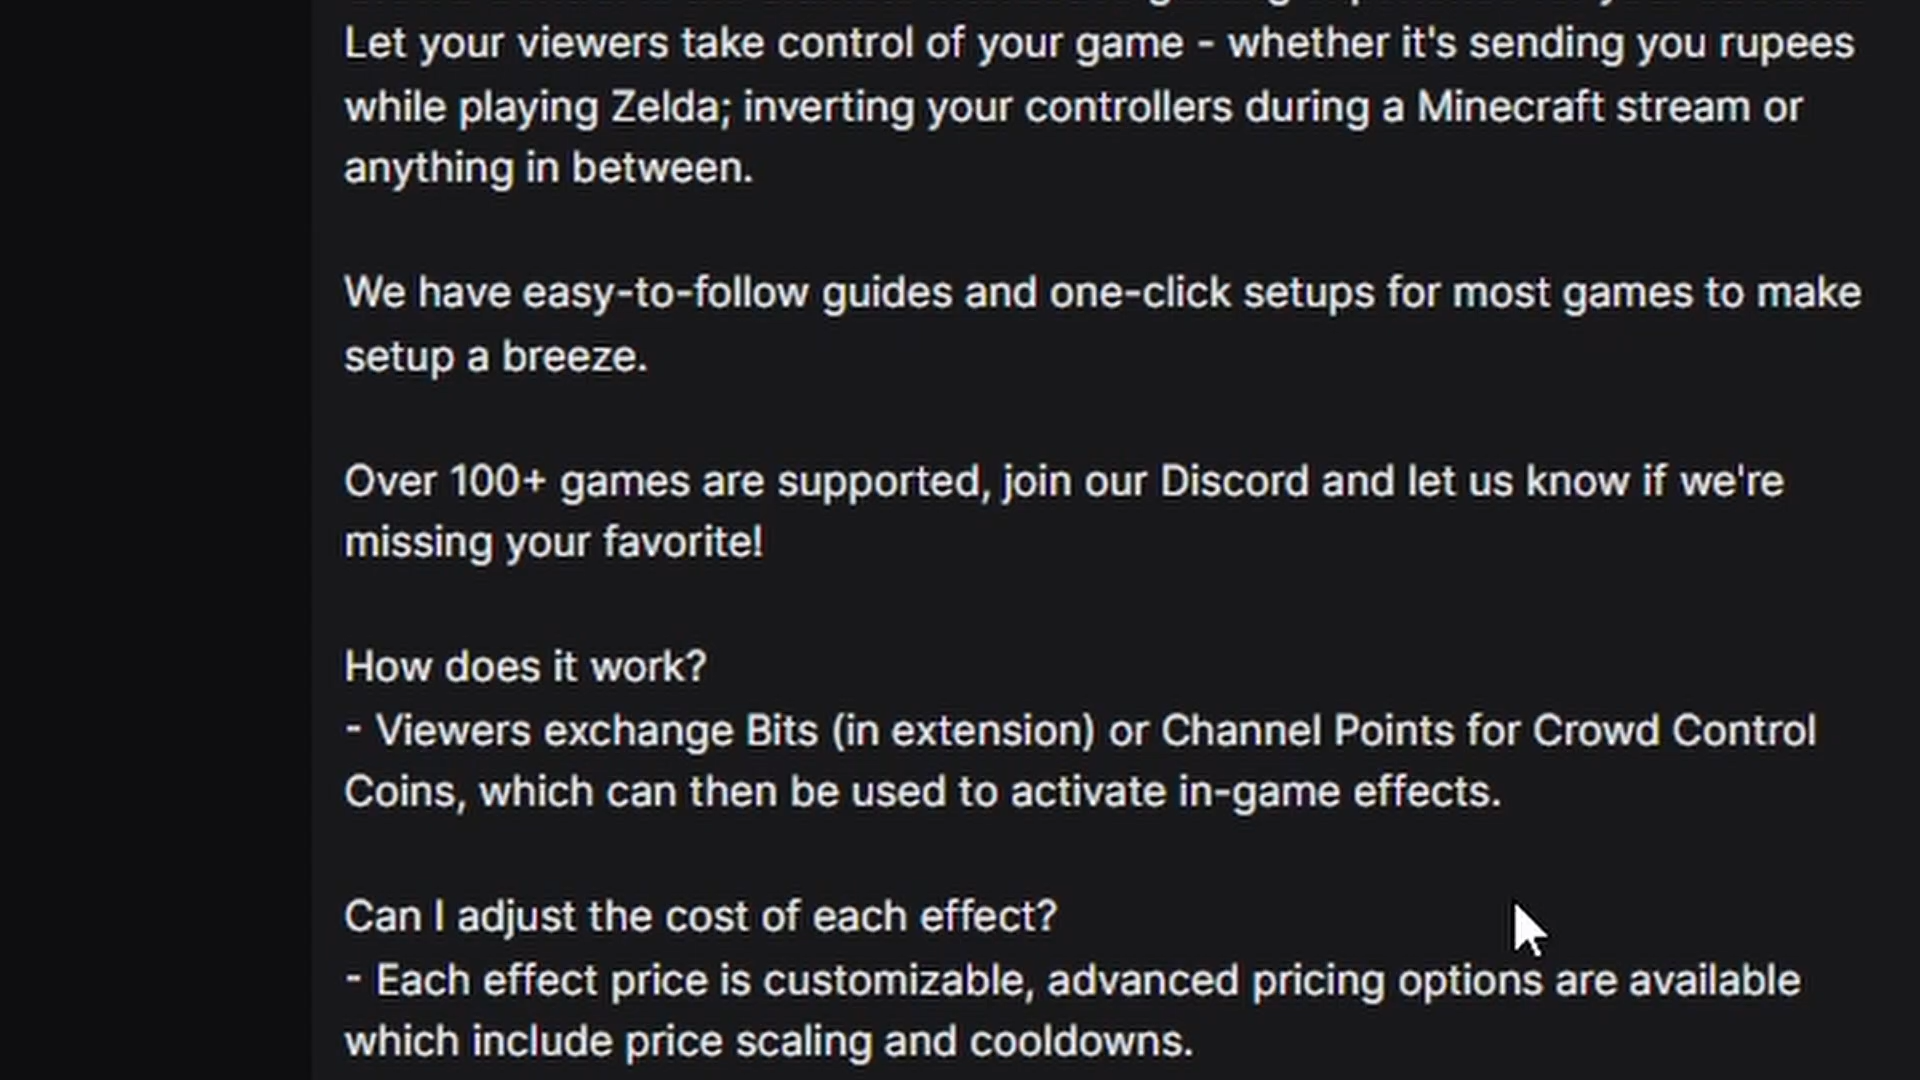 Let your viewers take control of your game - whether it's sending you rupees
while playing Zelda; inverting your controllers during a Minecraft stream or
anything in between.
We have easy-to-follow guides and one-click setups for most games to make
setup a breeze.
Over 100+ games are supported, join our Discord and let us know if we're
missing your favorite!
How does it work?
- Viewers exchange Bits (in extension) or Channel Points for Crowd Control
Coins, which can then be used to activate in-game effects.
Can I adjust the cost of each effect?
- Each effect price is customizable, advanced pricing options are available
which include price scaling and cooldowns.